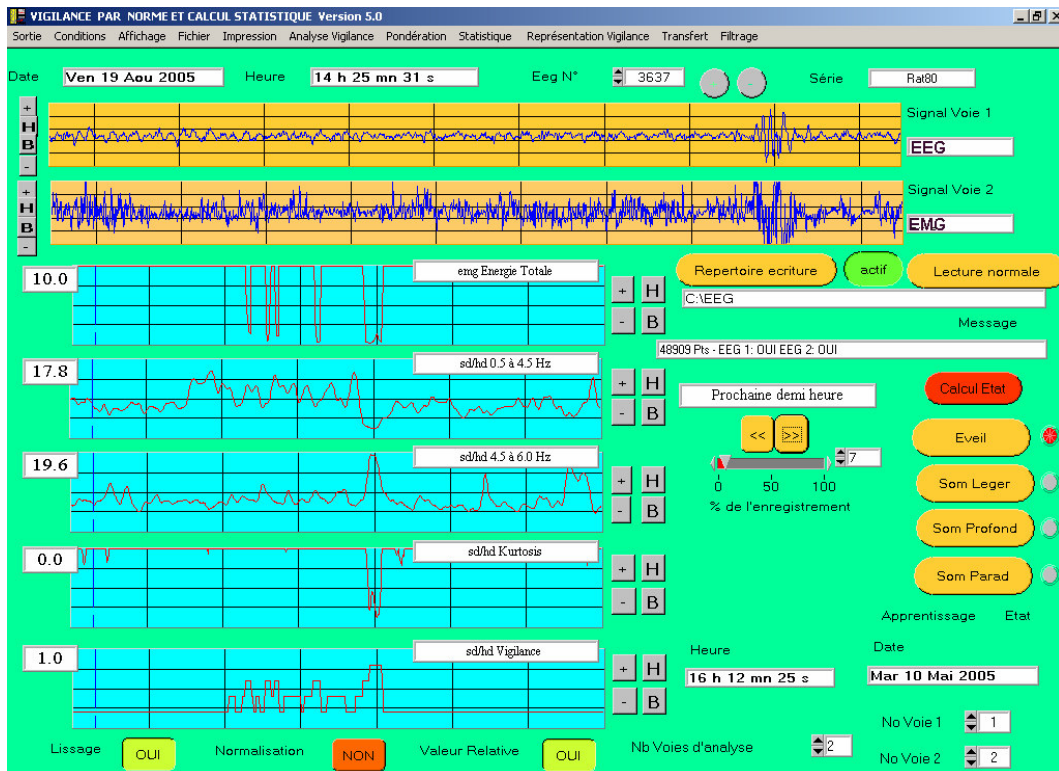 VIGILANCE PAR NORME ET CALCUL STATISTIQUE Version 5.0
Sortie Conditions Affichage Fichier Impression Analyse Vigilance Pondération Statistique Représentation Vigilance Transfert Filtrage
Date Ven 19 Aou 2005 Heure 14 h 25 mn 31 s Eeg N° 3637 Série Rat80
+
H
B
-
Signal Voie 1
EEG
+
H
B
-
Signal Voie 2
EMG
10.0
emg Energie Totale
+ H
- B
Repertoire ecriture actif Lecture normale
C:\EEG
Message
48909 Pts - EEG 1: OUI EEG 2: OUI
17.8
sd/hd 0.5 à 4.5 Hz
+ H
- B
Prochaine demi heure
<< >>
7
0 50 100
% de l'enregistrement
Calcul Etat
Eveil
Som Leger
Som Profond
Som Parad
Apprentissage Etat
19.6
sd/hd 4.5 à 6.0 Hz
+ H
- B
0.0
sd/hd Kurtosis
+ H
- B
1.0
sd/hd Vigilance
+ H
- B
Heure
16 h 12 mn 25 s
Date
Mar 10 Mai 2005
No Voie 1 1
No Voie 2 2
Lissage OUI Normalisation NON Valeur Relative OUI Nb Voies d'analyse 2